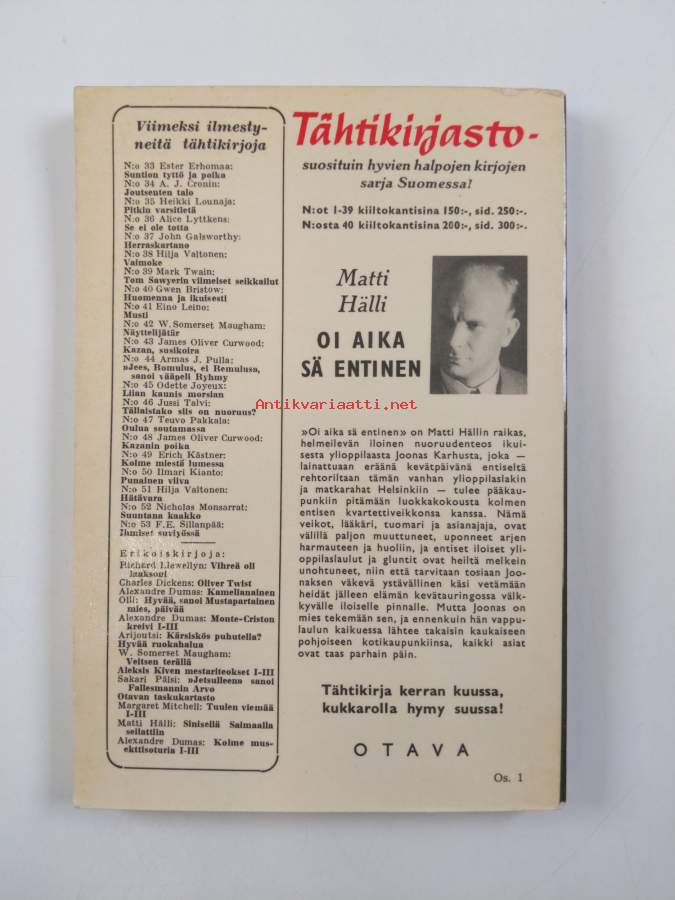 Viimeksi ilmesty-
neitä tähtikirjoja
N:o 33 Ester Erhomaa:
Suntion tyttö ja poika
N:o 34 A. J. Cronin:
Joutsenten talo
N:o 35 Heikki Lounaja:
Pitkin varsitietä
N:o 36 Alice Lyttkens:
Se ei ole totta
N:o 37 John Galsworthy:
Herraskartano
N:o 38 Hilja Valtonen:
Vaimoke
N:o 39 Mark Twain:
Tom Sawyerin viimeiset seikkailut
N:o 40 Gwen Bristow:
Huomenna ja ikuisesti
N:o 41 Eino Leino:
Musti
N:o 42 W. Somerset Maugham:
Näyttelijätär
N:o 43 James Oliver Curwood:
Kazan, susikoira
N:o 44 Armas J. Pulla:
»Jees, Romulus, ei Remulus»,
sanoi vääpeli Ryhmy
N:o 45 Odette Joyeux:
Liian kaunis morsian
N:o 46 Jussi Talvi:
Tällaistako siis on nuoruus?
N:o 47 Teuvo Pakkala:
Oulua soutamassa
N:o 48 James Oliver Curwood:
Kazanin poika
N:o 49 Erich Kästner:
Kolme miestä lumessa
N:o 50 Ilmari Kianto:
Punainen viiva
N:o 51 Hilja Valtonen:
Hätävara
N:o 52 Nicholas Monsarrat:
Suuntana kaakko
N:o 53 F.E. Sillanpää:
Ihmiset suviyössä
Erikoiskirjoja:
Richard Llewellyn: Vihreä oli
laaksoni
Charles Dickens: Oliver Twist
Alexandre Dumas: Kamelianainen
Olli: Hyvää, sanoi Mustapartainen
mies, päivää
Alexandre Dumas: Monte-Criston
kreivi I-III
Arijoutsi: Kärsiskös puhutella?
Hyvää ruokahalua
W. Somerset Maugham:
Veitsen terällä
Aleksis Kiven mestariteokset I-III
Sakari Pälsi: »Jetsulleen» sanoi
Fallesmannin Arvo
Otavan taskukartasto
Margaret Mitchell: Tuulen viemää
I-III
Matti Hälli: Sinisellä Saimaalla
seilattiin
Alexandre Dumas: Kolme mus-
ekttisoturia I-III
Tähtikirjasto-
suosituin hyvien halpojen kirjojen
sarja Suomessa!
N:ot 1-39 kiiltokantisina 150:-, sid. 250:-.
N:osta 40 kiiltokantisina 200:-, sid. 300:-.
Matti
Hälli
OI AIKA
SÄ ENTINEN
Antikvariaatti.net
»Oi aika sä entinen» on Matti Hällin raikas,
helmeilevän iloinen nuoruudenteos ikui-
sesta ylioppilaasta Joonas Karhusta, joka —
lainattuaan eräänä kevätpäivänä entiseltä
rehtoriltaan tämän vanhan ylioppilaslakin
ja matkarahat Helsinkiin — tulee pääkau-
punkiin pitämään luokkakokousta kolmen
entisen kvartettiveikkonsa kanssa. Nämä
veikot, lääkäri, tuomari ja asianajaja, ovat
välillä paljon muuttuneet, uponneet arjen
harmauteen ja huoliin, ja entiset iloiset yli-
oppilaslaulut ja gluntit ovat heiltä melkein
unohtuneet, niin että tarvitaan tosiaan Joo-
naksen väkevä ystävällinen käsi vetämään
heidät jälleen elämän kevätauringossa välk-
kyvälle iloiselle pinnalle. Mutta Joonas on
mies tekemään sen, ja ennenkuin hän vappu-
laulun kaikuessa lähtee takaisin kaukaiseen
pohjoiseen kotikaupunkiinsa, kaikki asiat
ovat taas parhain päin.
Tähtikirja kerran kuussa,
kukkarolla hymy suussa!
OTAVA
Os. 1